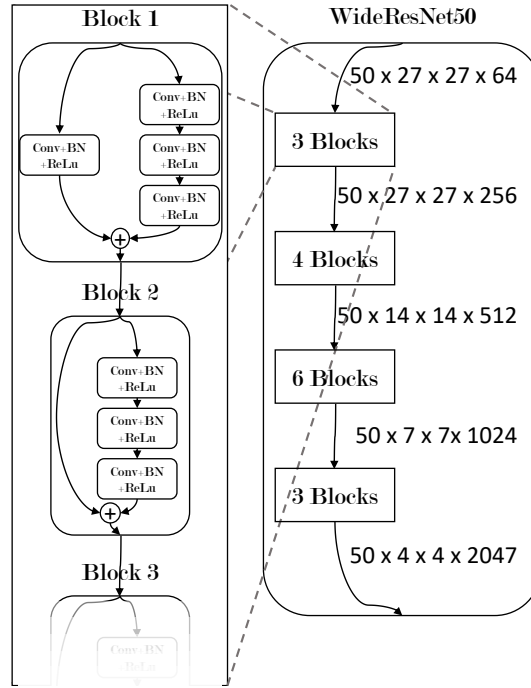 Block 1
Conv+BN
+ReLu
Conv+BN
+ReLu
Conv+BN
+ReLu
Conv+BN
+ReLu
+
Block 2
Conv+BN
+ReLu
Conv+BN
+ReLu
Conv+BN
+ReLu
+
Block 3
Conv+BN
+ReLu
WideResNet50
50 x 27 x 27 x 64
3 Blocks
50 x 27 x 27 x 256
4 Blocks
50 x 14 x 14 x 512
6 Blocks
50 x 7 x 7x 1024
3 Blocks
50 x 4 x 4 x 2047